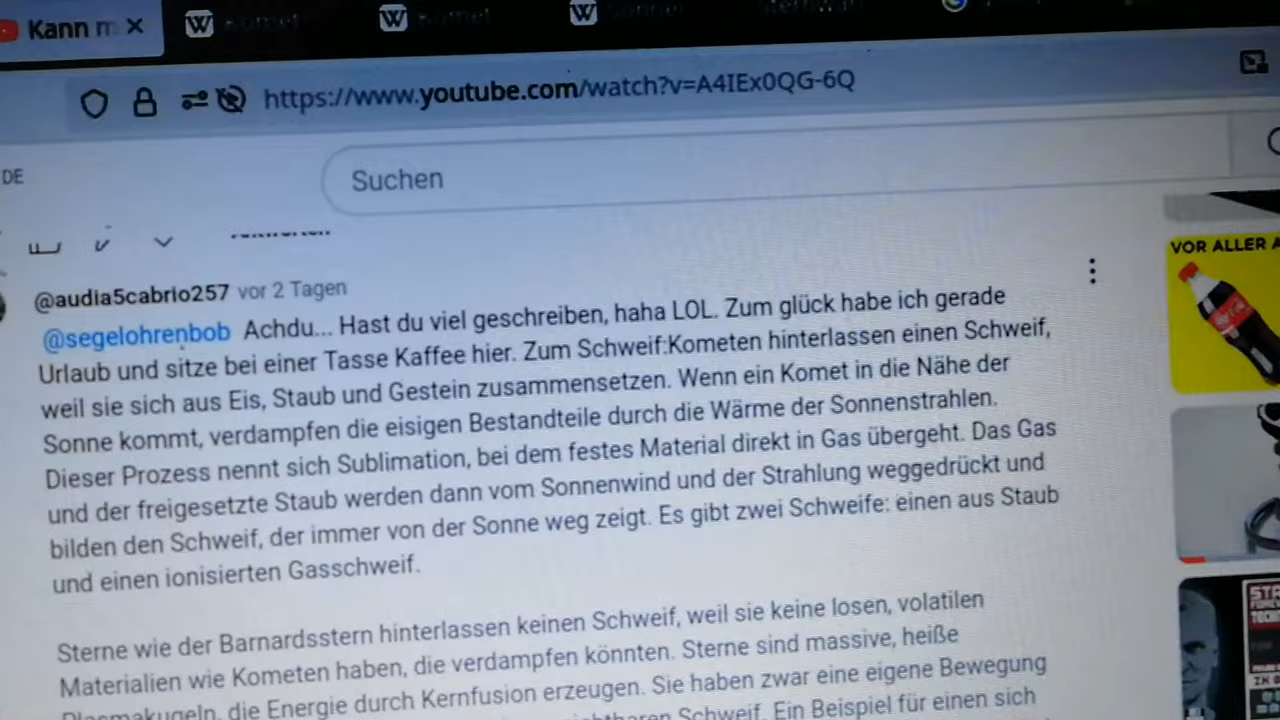 Kann m
https://www.youtube.com/watch?v=A4IEx0QG-6Q
DE
Suchen
@audia5cabrio257 vor 2 Tagen
@segelohrenbob Achdu... Hast du viel geschreiben, haha LOL. Zum glück habe ich gerade
Urlaub und sitze bei einer Tasse Kaffee hier. Zum Schweif:Kometen hinterlassen einen Schweif,
weil sie sich aus Eis, Staub und Gestein zusammensetzen. Wenn ein Komet in die Nähe der
Sonne kommt, verdampfen die eisigen Bestandteile durch die Wärme der Sonnenstrahlen.
Dieser Prozess nennt sich Sublimation, bei dem festes Material direkt in Gas übergeht. Das Gas
und der freigesetzte Staub werden dann vom Sonnenwind und der Strahlung weggedrückt und
bilden den Schweif, der immer von der Sonne weg zeigt. Es gibt zwei Schweife: einen aus Staub
und einen ionisierten Gasschweif.
Sterne wie der Barnardsstern hinterlassen keinen Schweif, weil sie keine losen, volatilen
Materialien wie Kometen haben, die verdampfen könnten. Sterne sind massive, heiße
Plasmakugeln, die Energie durch Kernfusion erzeugen. Sie haben zwar eine eigene Bewegung
Schweif. Ein Beispiel für einen sich
VOR ALLER A